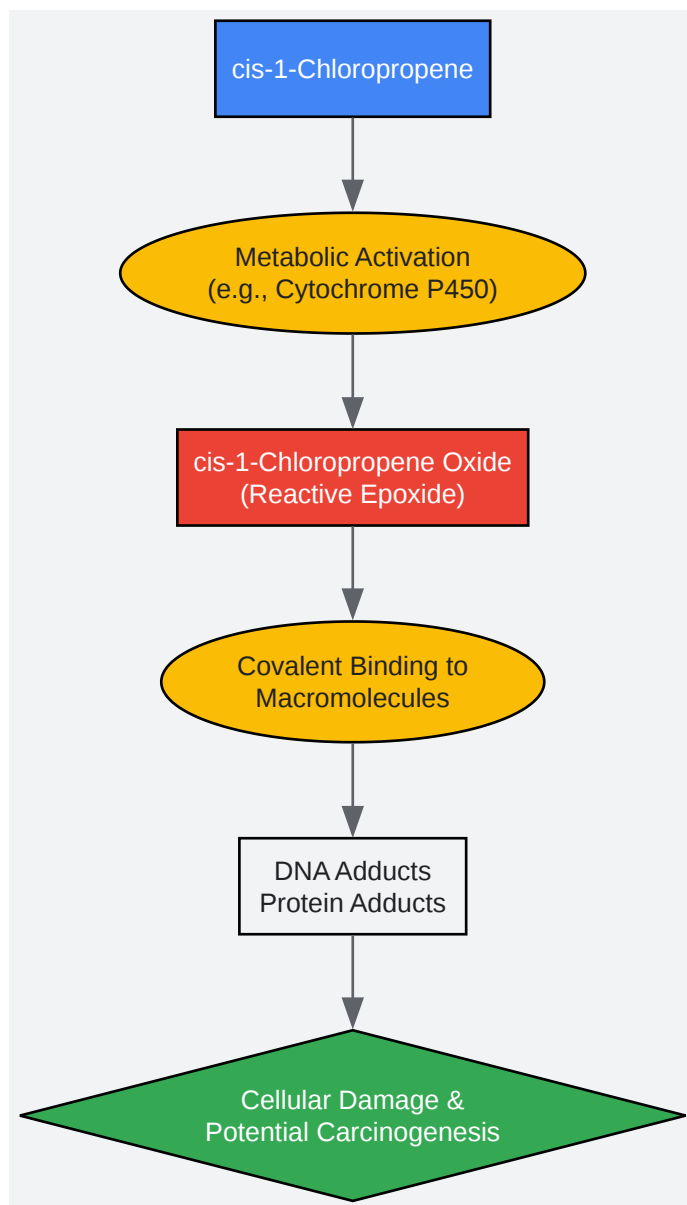 cis-1-Chloropropene
Metabolic Activation
(e.g., Cytochrome P450)
cis-1-Chloropropene Oxide
(Reactive Epoxide)
Covalent Binding to
Macromolecules
DNA Adducts
Protein Adducts
Cellular Damage &
Potential Carcinogenesis